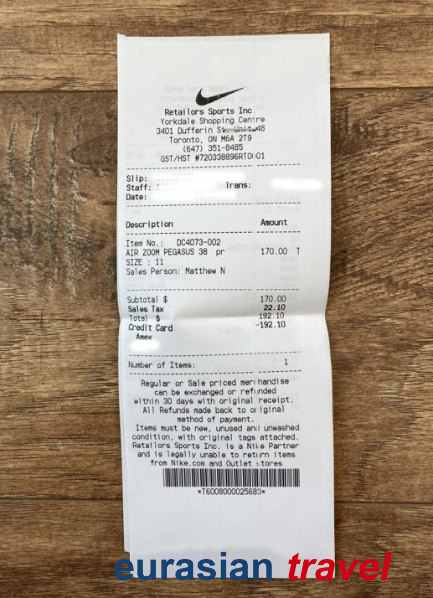 Retailors Sports Inc
Yorkdale Shopping Centre
3401 Dufferin
Toronto, ON M6A 2T9
(647) 351-8485
GST/HST #720338896RT0001
Slip:
Staff: Trans:
Date:
Description Amount
Item No.: DC4073-002
AIR ZOOM PEGASUS 38 pr 170.00 T
SIZE : 11
Sales Person: Matthew N
Subtotal $ 170.00
Sales Tax 22.10
Total $ 192.10
Credit Card -192.10
Amex
Number of Items: 1
Regular or Sale priced merchandise
can be exchanged or refunded
within 30 days with original receipt.
All Refunds made back to original
method of payment.
Items must be new, unused and unwashed
condition, with original tags attached.
Retailors Sports Inc. is a Nike Partner
and is legally unable to return items
from Nike.com and Outlet stores
*T6008000025683*
eurasian travel